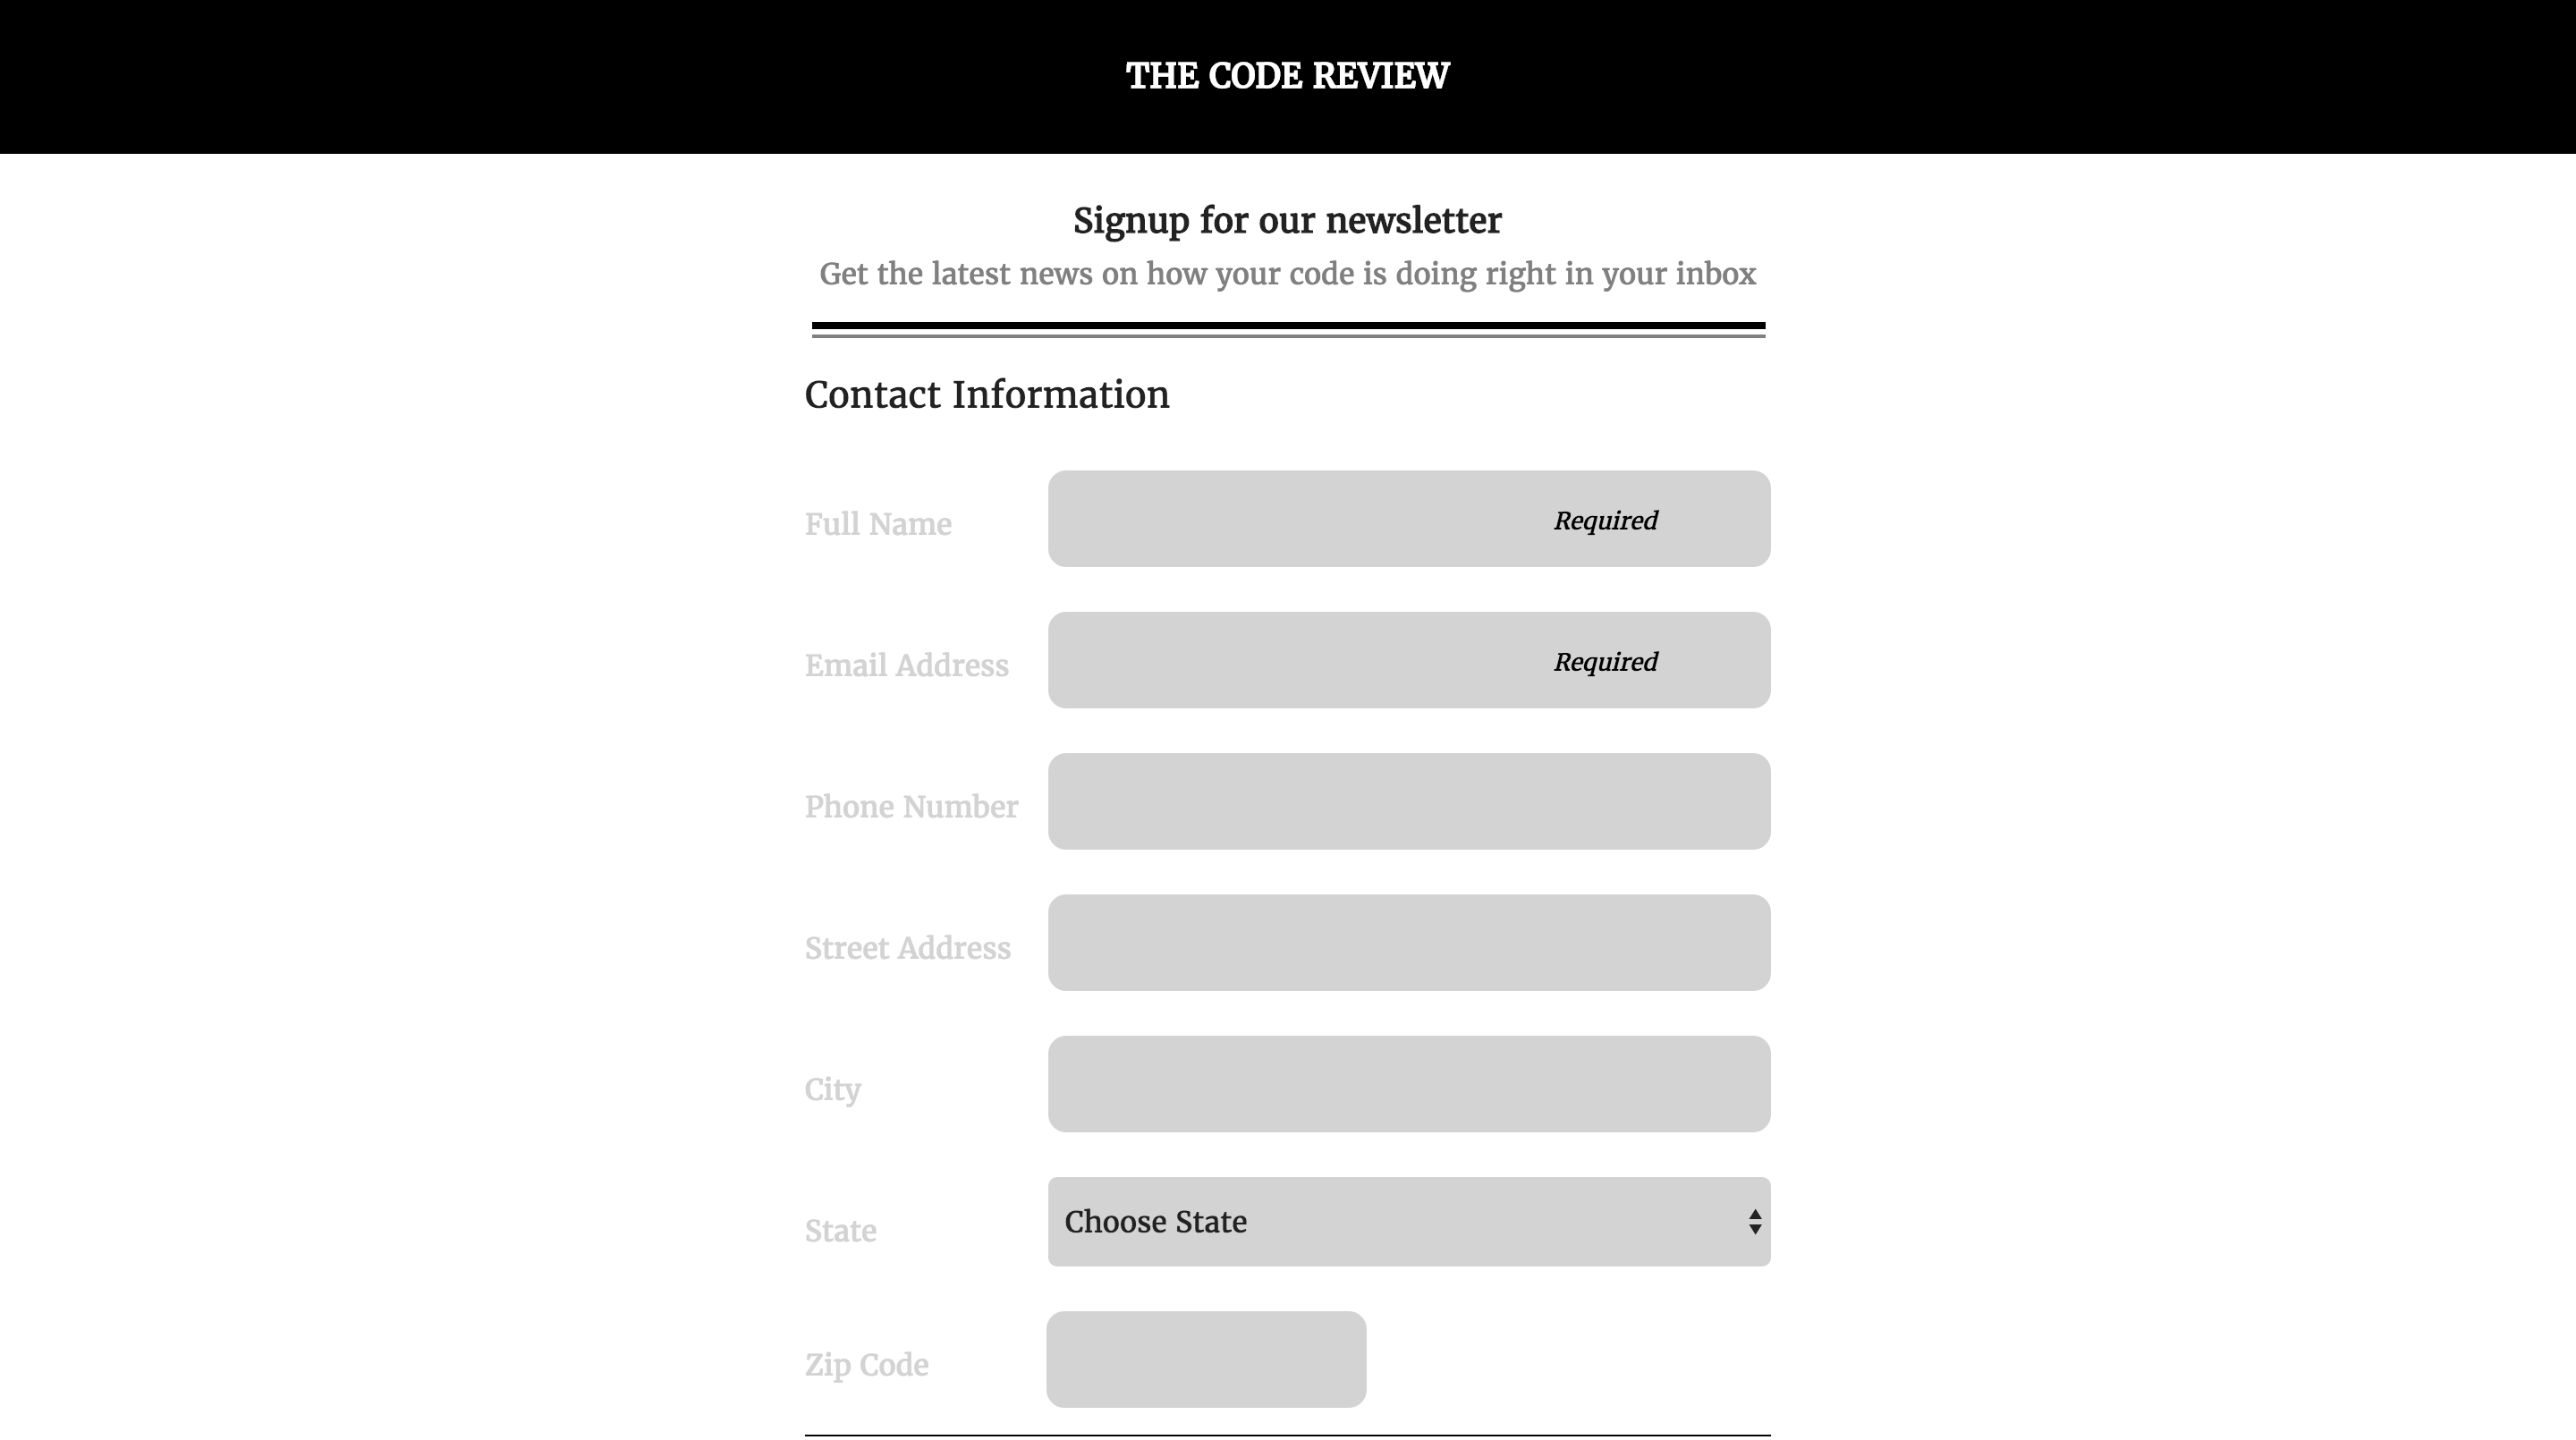 THE CODE REVIEW
Signup for our newsletter
Get the latest news on how your code is doing right in your inbox
Contact Information
Full Name
Required
Email Address
Required
Phone Number
Street Address
City
State
Choose State
Zip Code